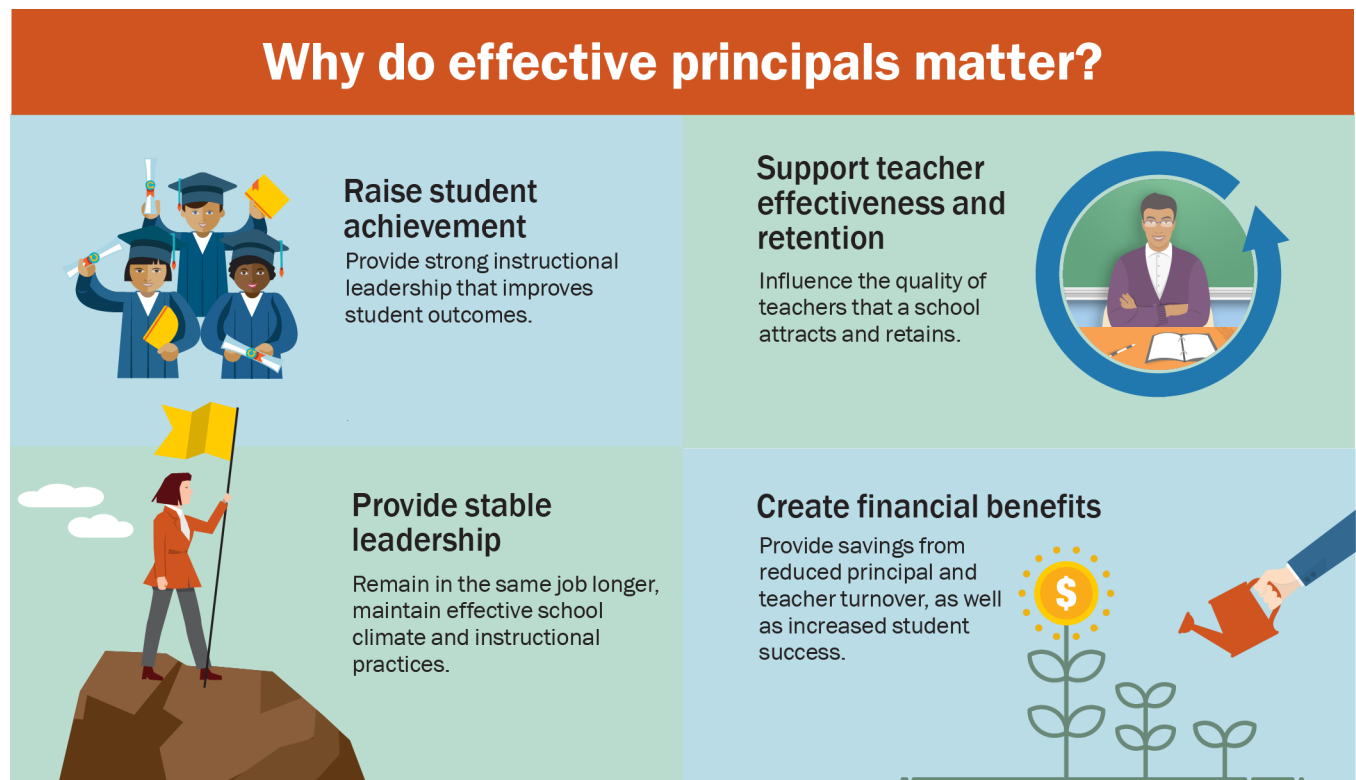 Why do effective principals matter?
Raise student
achievement
Provide strong instructional
leadership that improves
student outcomes.
Support teacher
effectiveness and
retention
Influence the quality of
teachers that a school
attracts and retains.
Provide stable
leadership
Remain in the same job longer,
maintain effective school
climate and instructional
practices.
Create financial benefits
Provide savings from
reduced principal and
teacher turnover, as well
as increased student
success.
$